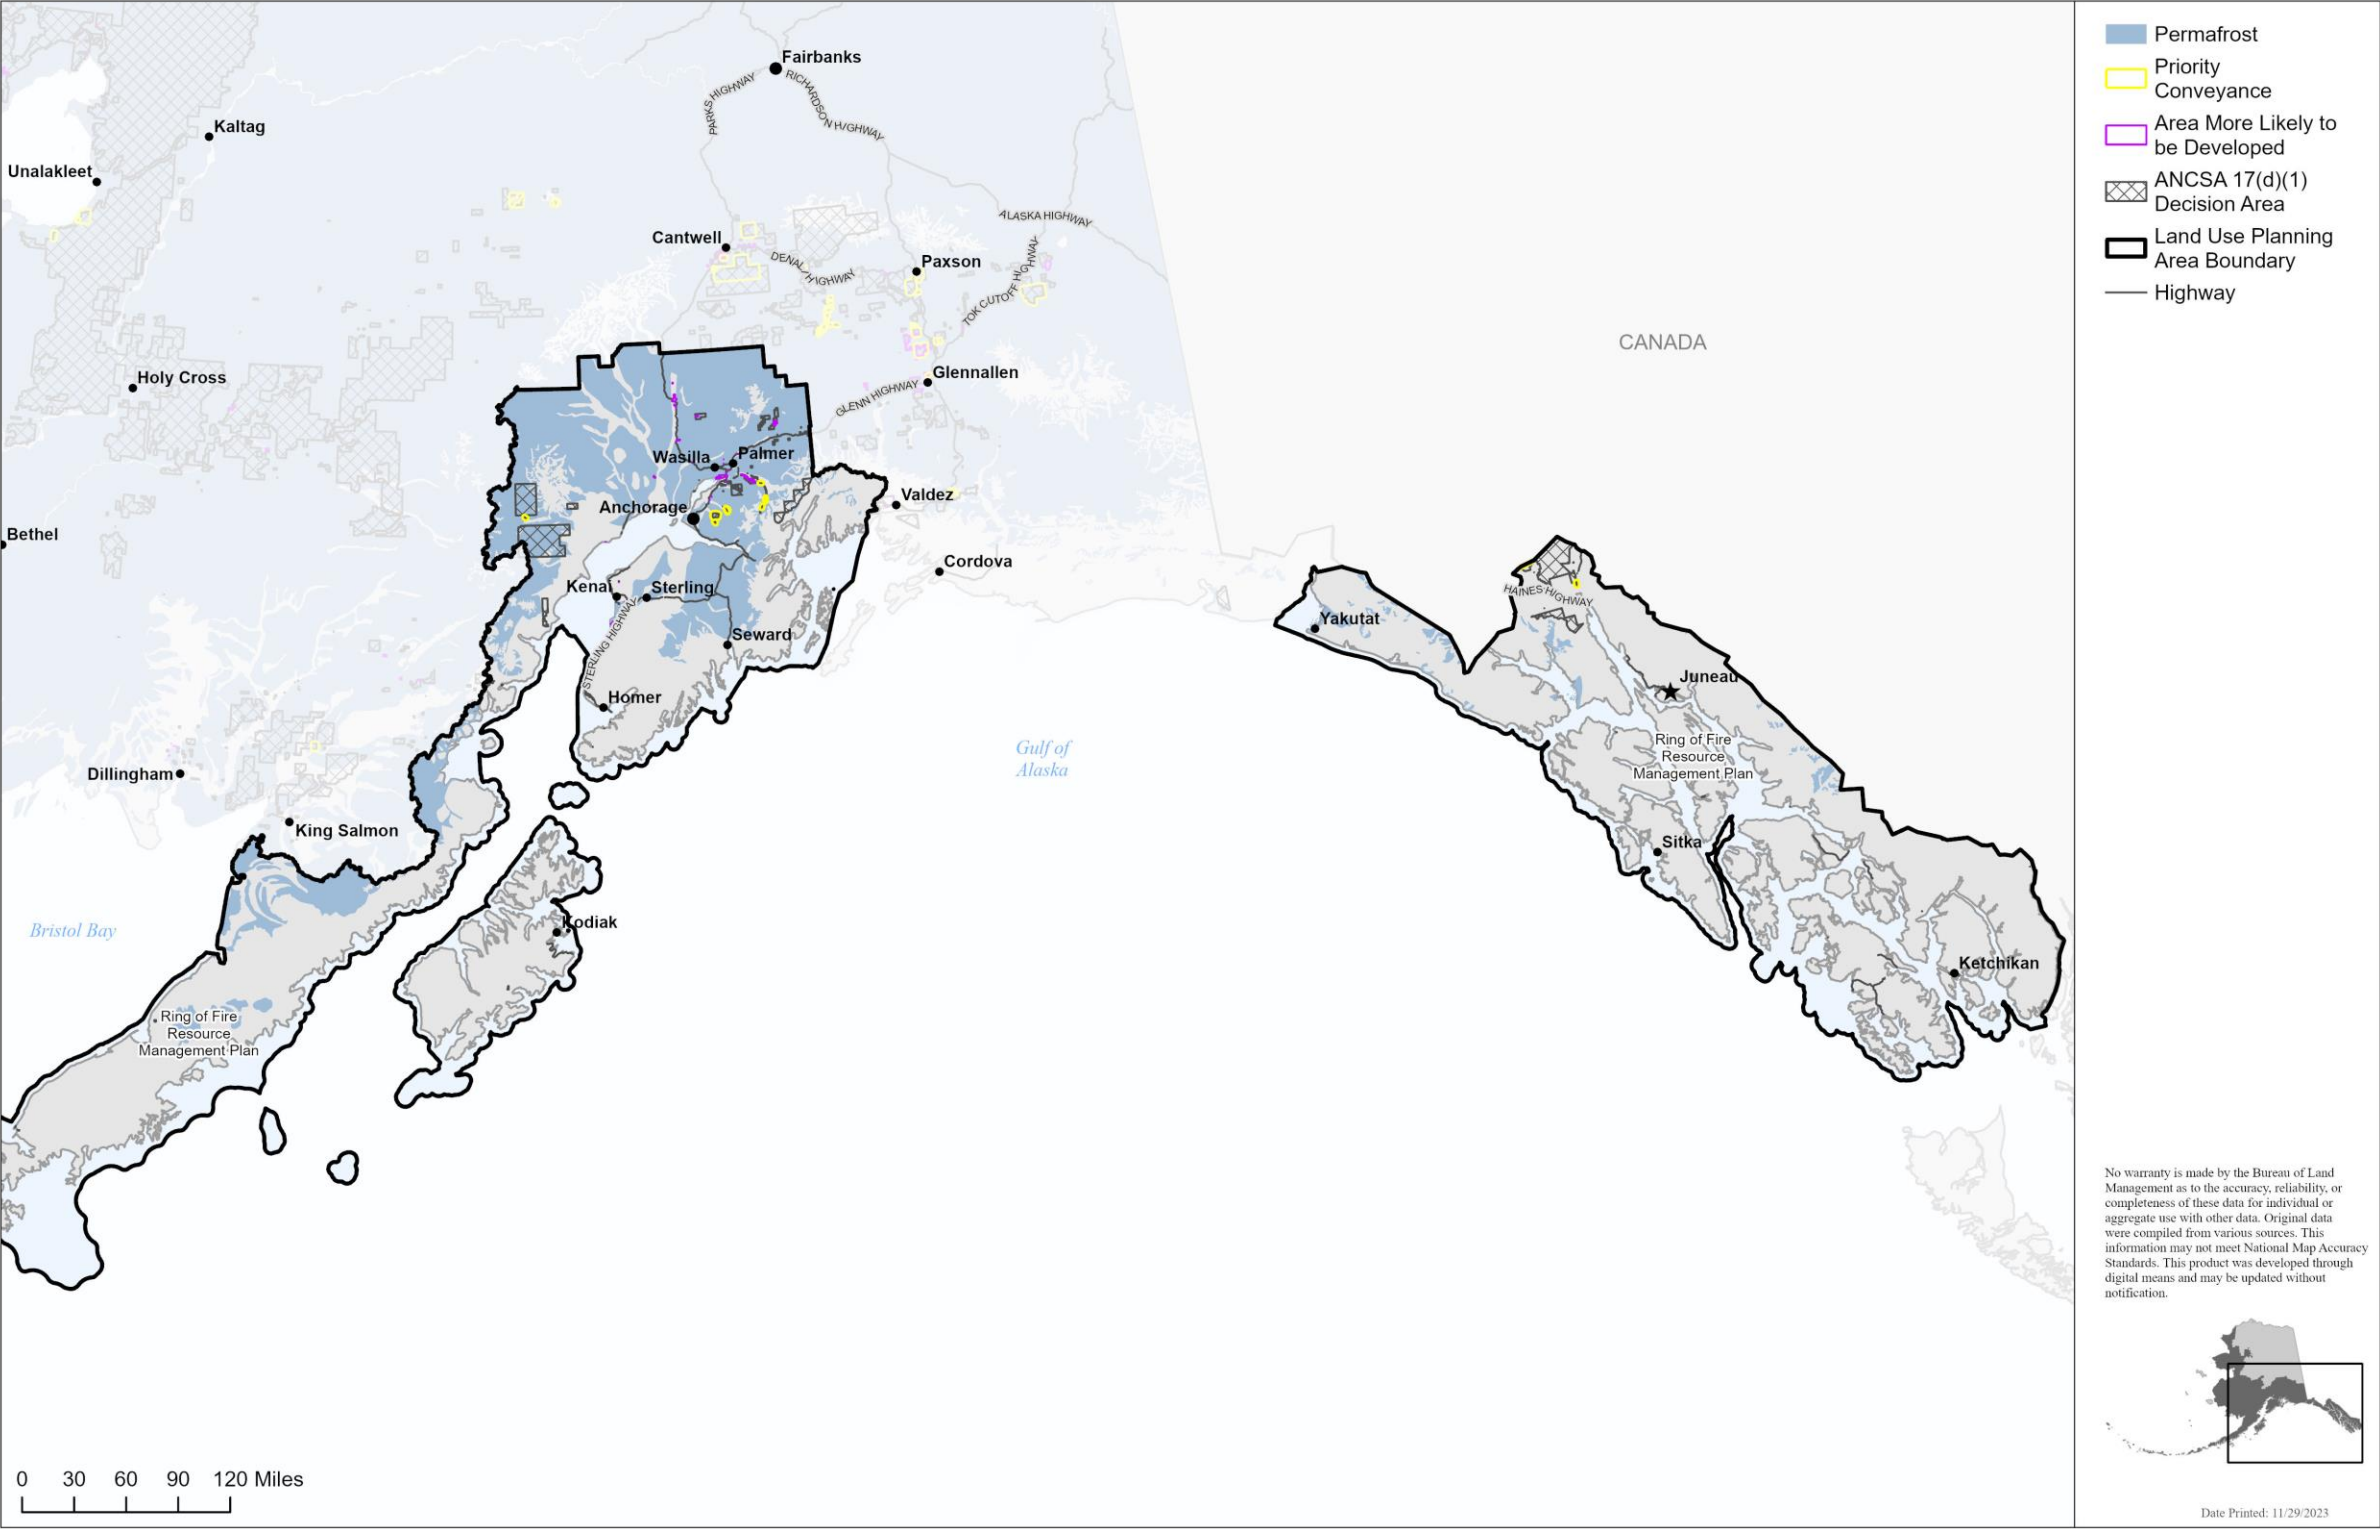 Fairbanks
PARKS HIGHWAY
RICHARDSON HIGHWAY
Kaltag
Unalakleet
ALASKA HIGHWAY
Cantwell
DENALI HIGHWAY
Paxson
TOK CUTOFF HIGHWAY
CANADA
Holy Cross
Glennallen
GLENN HIGHWAY
Wasilla
Palmer
Anchorage
Valdez
Bethel
Cordova
Kenai
Sterling
HAINES HIGHWAY
Yakutat
Seward
STERLING HIGHWAY
Juneau
Homer
Gulf of
Alaska
Ring of Fire
Resource
Management Plan
Dillingham
King Salmon
Sitka
Bristol Bay
Kodiak
Ketchikan
Ring of Fire
Resource
Management Plan
0 30 60 90 120 Miles
Permafrost
Priority
Conveyance
Area More Likely to
be Developed
ANCSA 17(d)(1)
Decision Area
Land Use Planning
Area Boundary
Highway
No warranty is made by the Bureau of Land
Management as to the accuracy, reliability, or
completeness of these data for individual or
aggregate use with other data. Original data
were compiled from various sources. This
information may not meet National Map Accuracy
Standards. This product was developed through
digital means and may be updated without
notification.
Date Printed: 11/29/2023